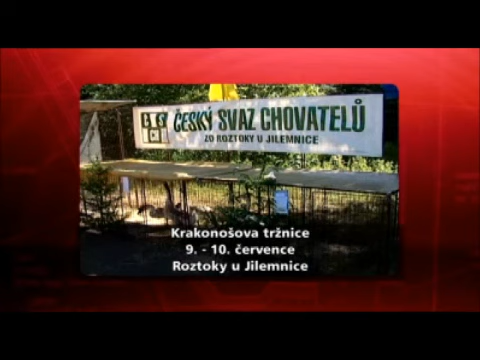 ČESKÝ SVAZ CHOVATELŮ
ZO ROZTOKY U JILEMNICE
Krakonošova tržnice
9. - 10. července
Roztoky u Jilemnice